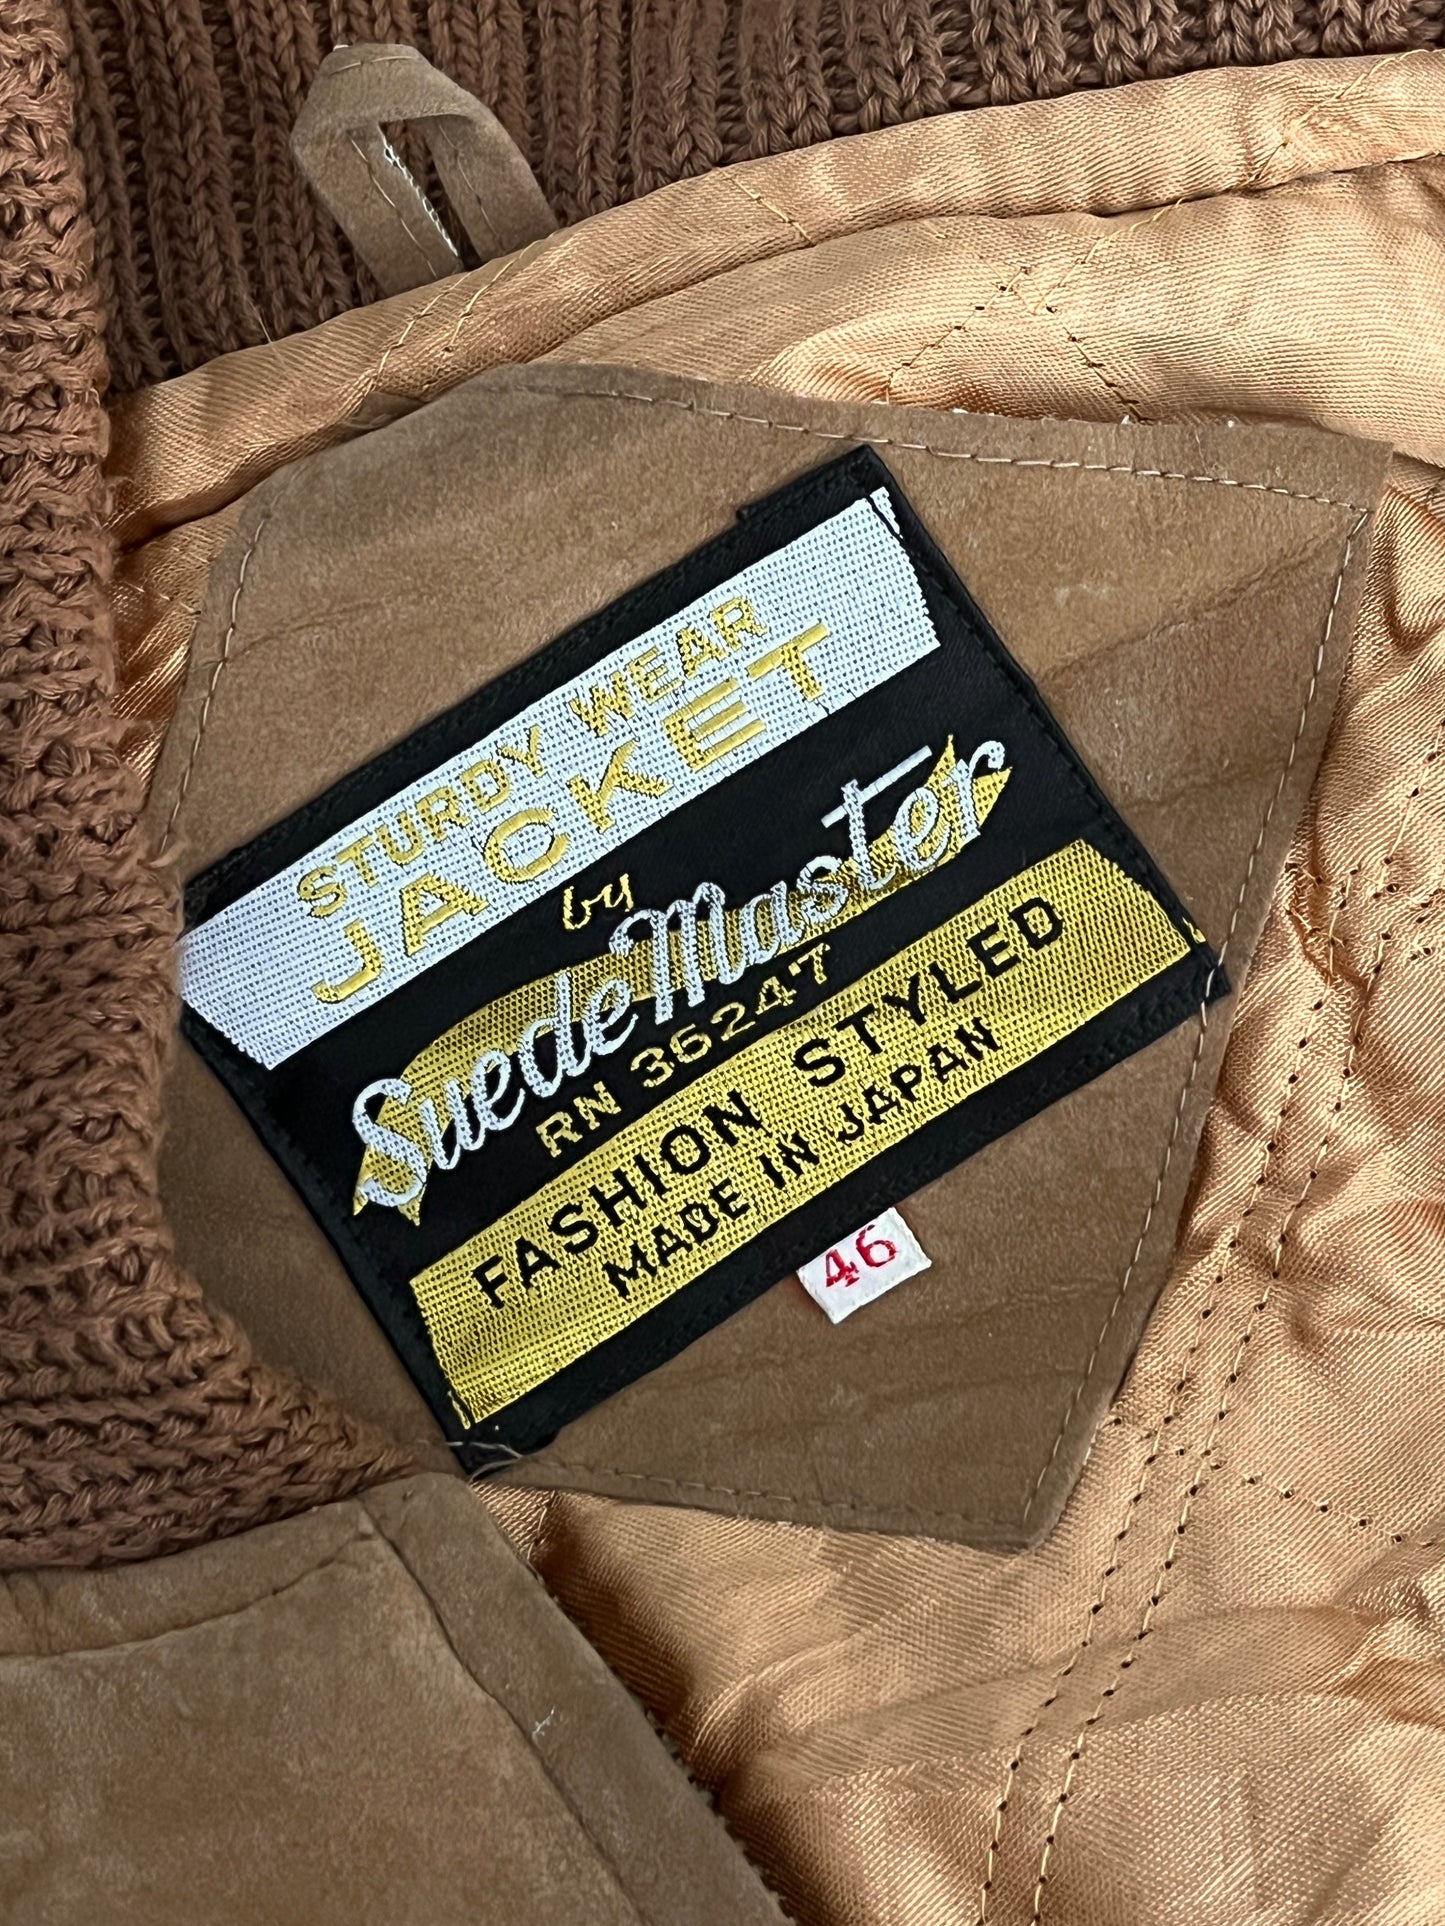 STURDY WEAR
JACKET
by
SuedeMaster
RN 36247
FASHION STYLED
MADE IN JAPAN
46